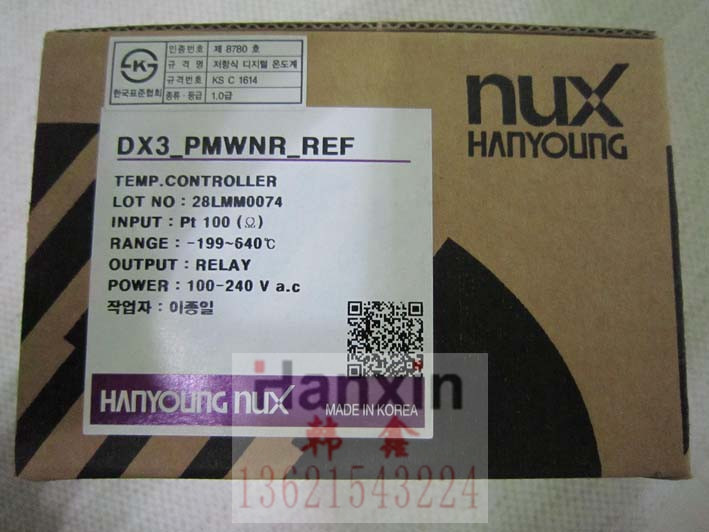 인증번호 제 8780 호
규 격 명 저항식 디지털 온도계
규격번호 KS C 1614
종류·등급 1.0급
한국표준협회
nux
HANYOUNG
DX3_PMWNR_REF
TEMP.CONTROLLER
LOT NO : 28LMM0074
INPUT : Pt 100 (Ω)
RANGE : -199~640℃
OUTPUT : RELAY
POWER : 100-240 V a.c
작업자 : 이종일
HANYOUNG nux
MADE IN KOREA
Hanxin
韩鑫
13621543224